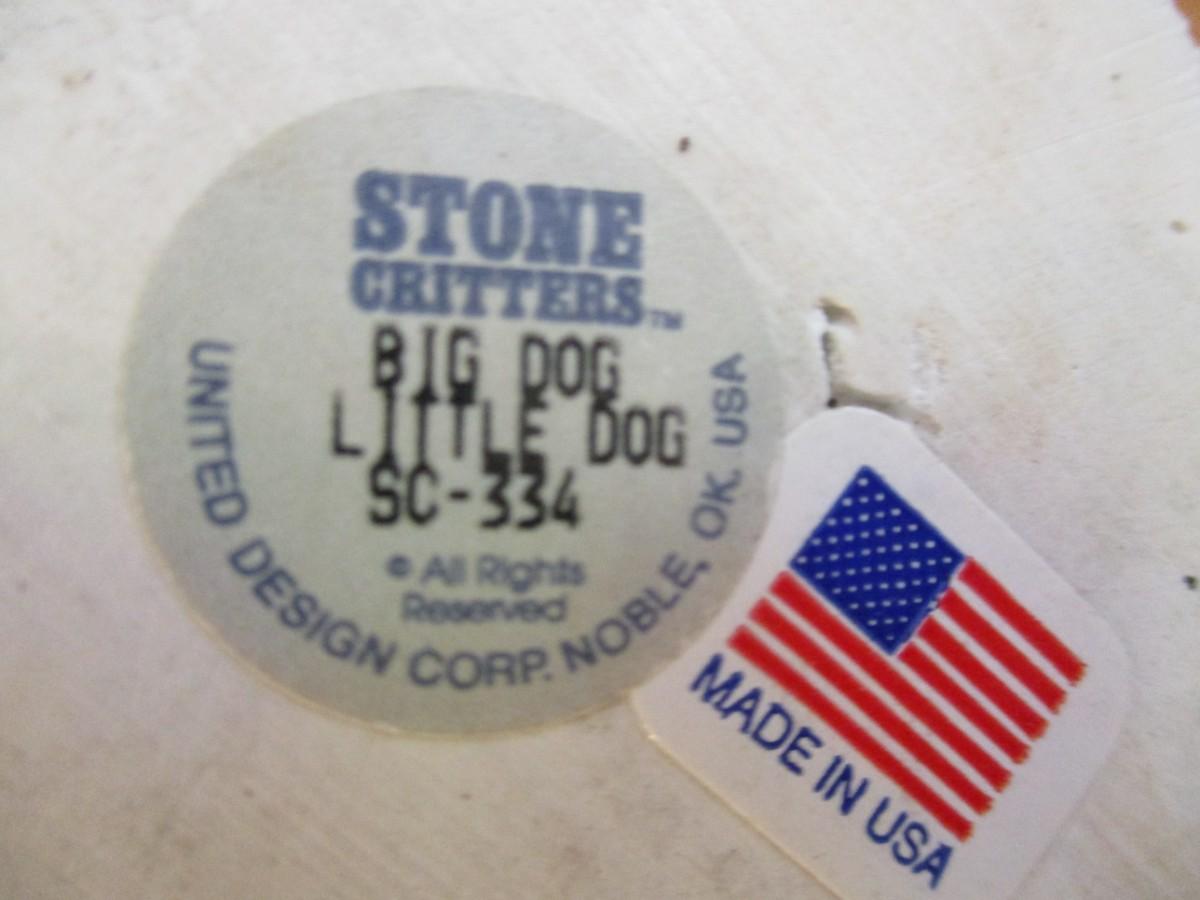 STONE
CRITTERS™
BIG DOG
LITTLE DOG
SC-334
© All Rights
Reserved
UNITED DESIGN CORP. NOBLE, OK. USA
MADE IN USA